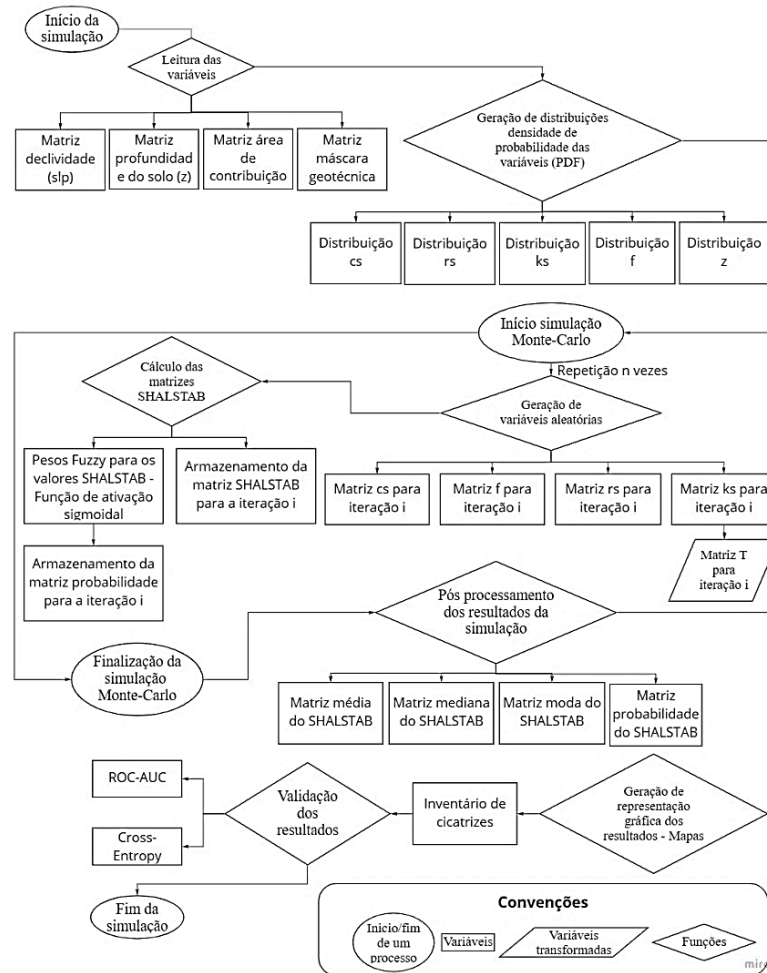 Início da
simulação
Leitura das
variáveis
Matriz
declividade
(slp)
Matriz
profundidad
e do solo (z)
Matriz área
de
contribuição
Matriz
máscara
geotécnica
Geração de distribuições
densidade de
probabilidade das
variáveis (PDF)
Distribuição
cs
Distribuição
rs
Distribuição
ks
Distribuição
f
Distribuição
z
Início simulação
Monte-Carlo
Repetição n vezes
Cálculo das
matrizes
SHALSTAB
Geração de
variáveis aleatórias
Pesos Fuzzy para os
valores SHALSTAB -
Função de ativação
sigmoidal
Armazenamento da
matriz SHALSTAB
para a iteração i
Matriz cs para
iteração i
Matriz f para
iteração i
Matriz rs para
iteração i
Matriz ks para
iteração i
Armazenamento da
matriz probabilidade
para a iteração i
Matriz T
para
iteração i
Pós processamento
dos resultados da
simulação
Finalização da
simulação
Monte-Carlo
Matriz média
do SHALSTAB
Matriz mediana
do SHALSTAB
Matriz moda do
SHALSTAB
Matriz
probabilidade
do SHALSTAB
ROC-AUC
Cross-
Entropy
Validação
dos
resultados
Inventário de
cicatrizes
Geração de
representação
gráfica dos
resultados - Mapas
Fim da
simulação
Convenções
Inicio/fim
de um
processo
Variáveis
Variáveis
transformadas
Funções